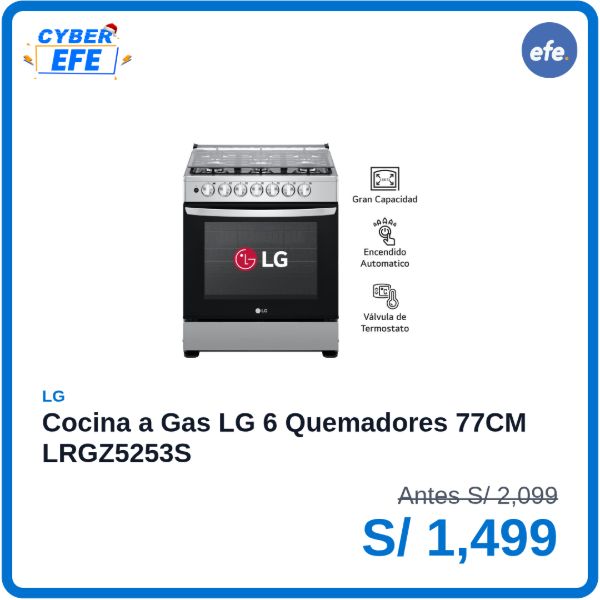 CYBER
EFE
efe.
Gran Capacidad
Encendido
Automatico
Válvula de
Termostato
LG
LG
LG
Cocina a Gas LG 6 Quemadores 77CM
LRGZ5253S
Antes S/ 2,099
S/ 1,499